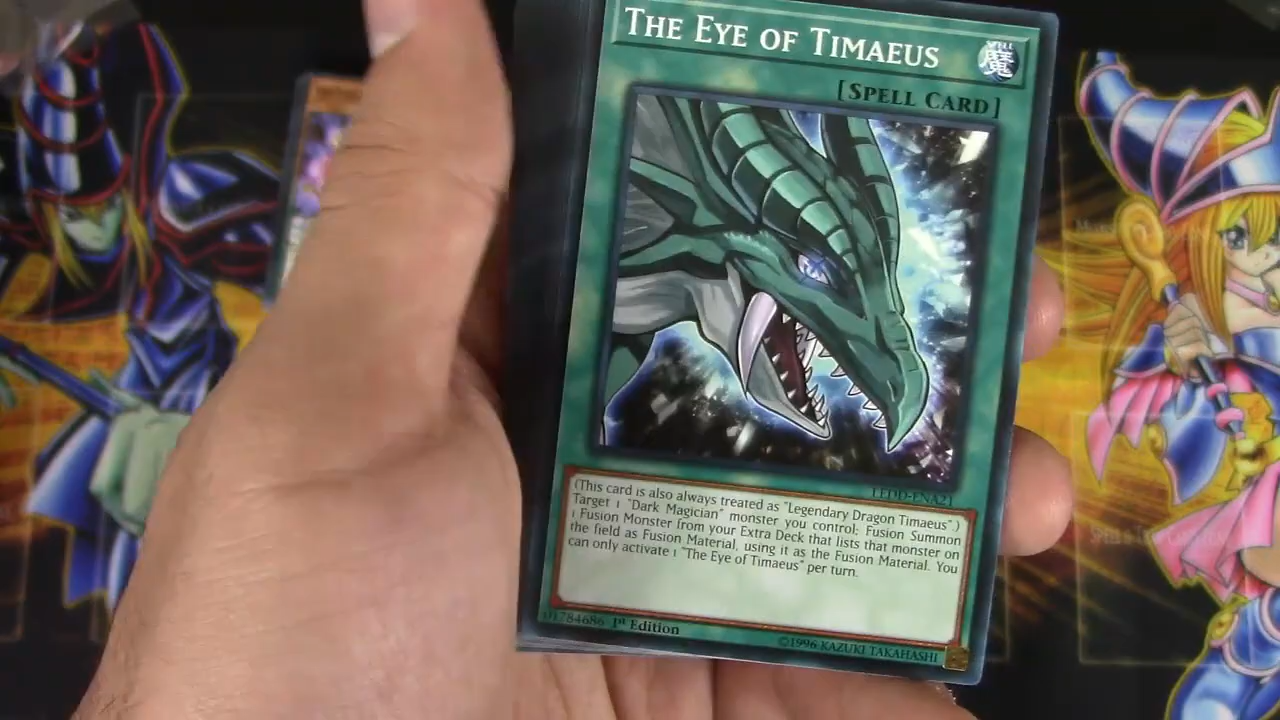 THE EYE OF TIMAEUS
魔
[SPELL CARD]
LEDD-ENA21
(This card is also always treated as "Legendary Dragon Timaeus".)
Target 1 "Dark Magician" monster you control; Fusion Summon
1 Fusion Monster from your Extra Deck that lists that monster on
the field as Fusion Material, using it as the Fusion Material. You
can only activate 1 "The Eye of Timaeus" per turn.
01784686 1st Edition
©1996 KAZUKI TAKAHASHI